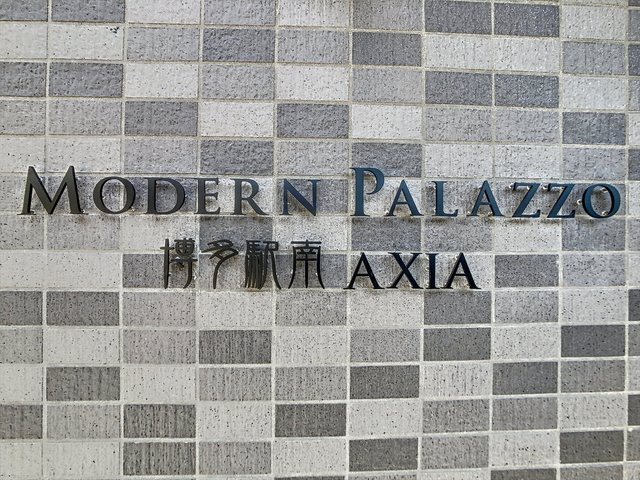 MODERN PALAZZO
博多駅南 AXIA